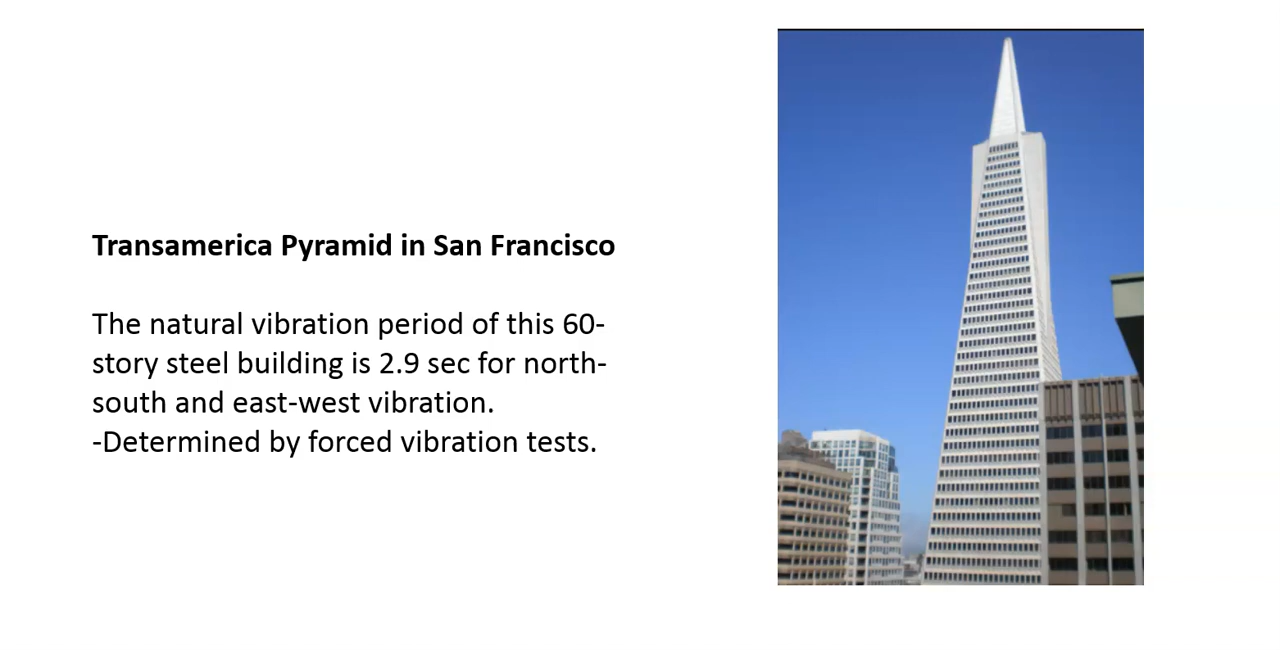 Transamerica Pyramid in San Francisco
The natural vibration period of this 60-
story steel building is 2.9 sec for north-
south and east-west vibration.
-Determined by forced vibration tests.